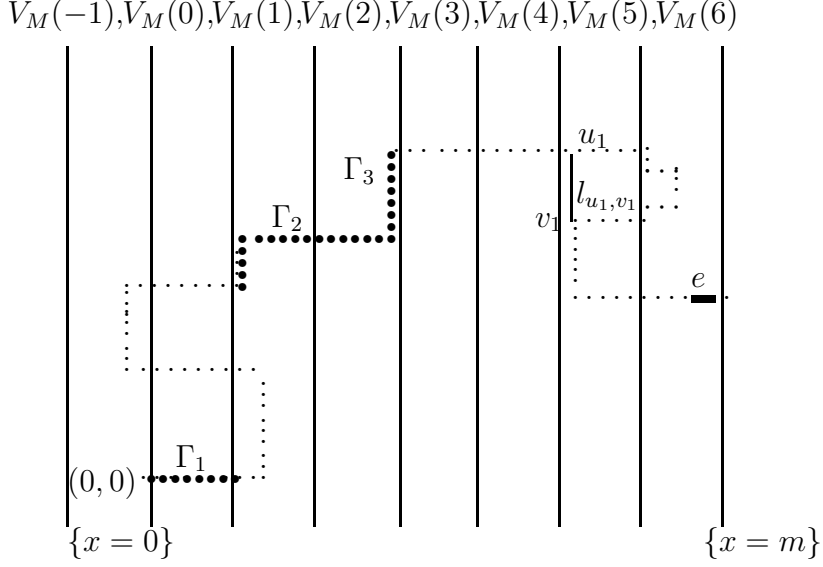 V_M(−1),V_M(0),V_M(1),V_M(2),V_M(3),V_M(4),V_M(5),V_M(6)
u_1
Γ_3
l_{u_1,v_1}
Γ_2
v_1
e
Γ_1
(0, 0)
{x = 0} {x = m}